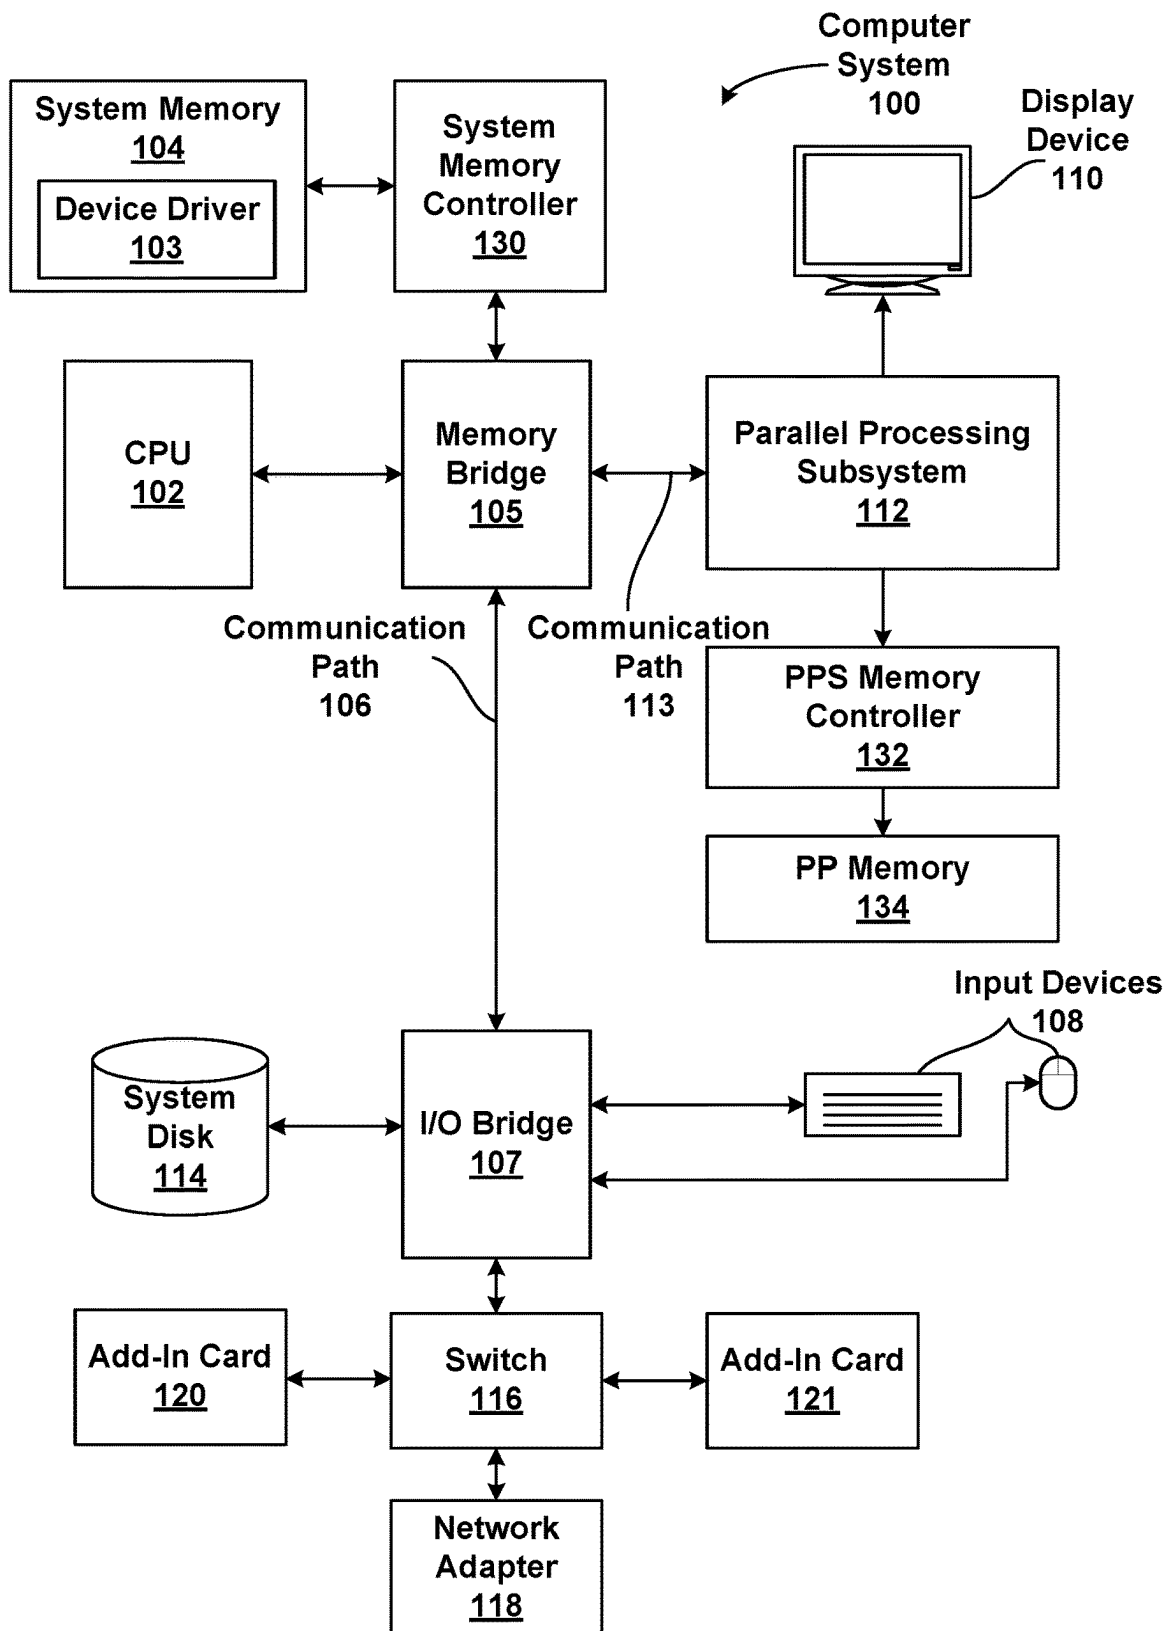 Computer
System
100
Display
Device
110
System Memory
104
Device Driver
103
System
Memory
Controller
130
CPU
102
Memory
Bridge
105
Parallel Processing
Subsystem
112
Communication
Path
106
Communication
Path
113
PPS Memory
Controller
132
PP Memory
134
Input Devices
108
System
Disk
114
I/O Bridge
107
Add-In Card
120
Switch
116
Add-In Card
121
Network
Adapter
118